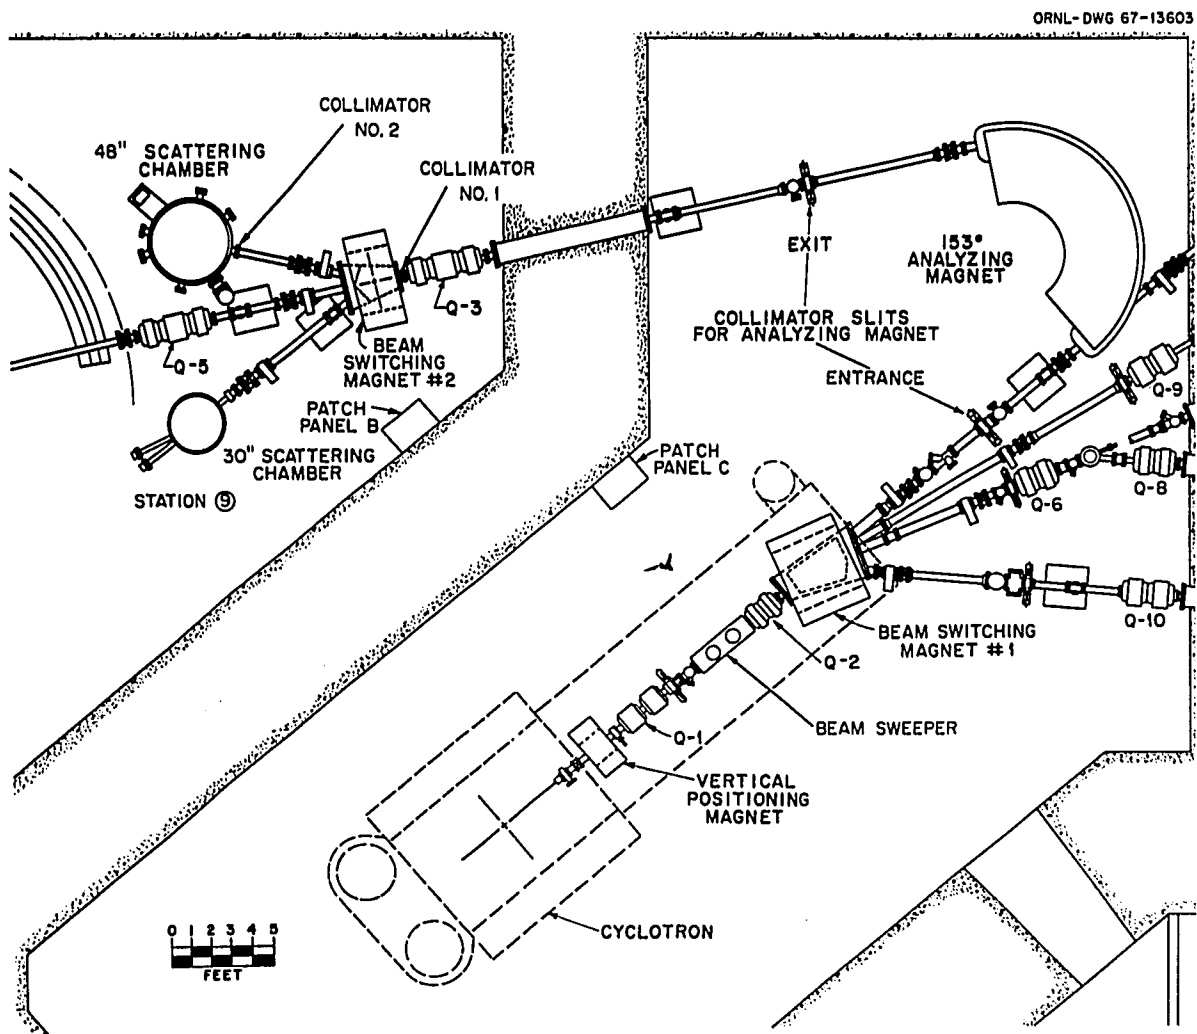 ORNL-DWG 67-13603
COLLIMATOR
NO. 2
48" SCATTERING
CHAMBER
COLLIMATOR
NO. 1
EXIT
153°
ANALYZING
MAGNET
Q-3
COLLIMATOR SLITS
FOR ANALYZING MAGNET
Q-5
BEAM
SWITCHING
MAGNET #2
ENTRANCE
Q-9
PATCH
PANEL B
30" SCATTERING
CHAMBER
PATCH
PANEL C
STATION ⑨
Q-6
Q-8
Q-10
BEAM SWITCHING
MAGNET #1
Q-2
BEAM SWEEPER
Q-1
VERTICAL
POSITIONING
MAGNET
CYCLOTRON
0 1 2 3 4 5
FEET